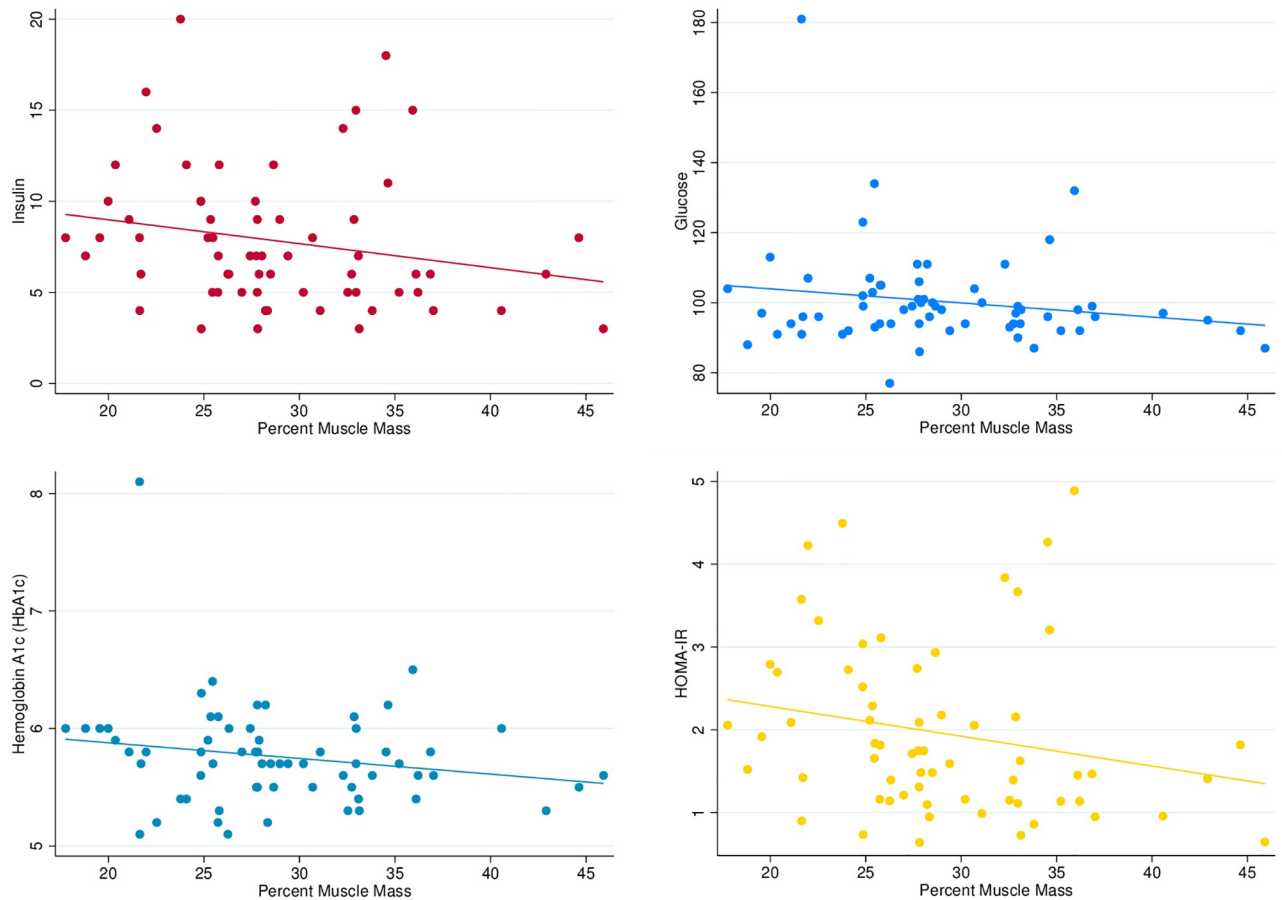 Insulin
20
15
10
5
0
20 25 30 35 40 45
Percent Muscle Mass
Glucose
180
160
140
120
100
80
20 25 30 35 40 45
Percent Muscle Mass
Hemoglobin A1c (HbA1c)
8
7
6
5
20 25 30 35 40 45
Percent Muscle Mass
HOMA-IR
5
4
3
2
1
20 25 30 35 40 45
Percent Muscle Mass